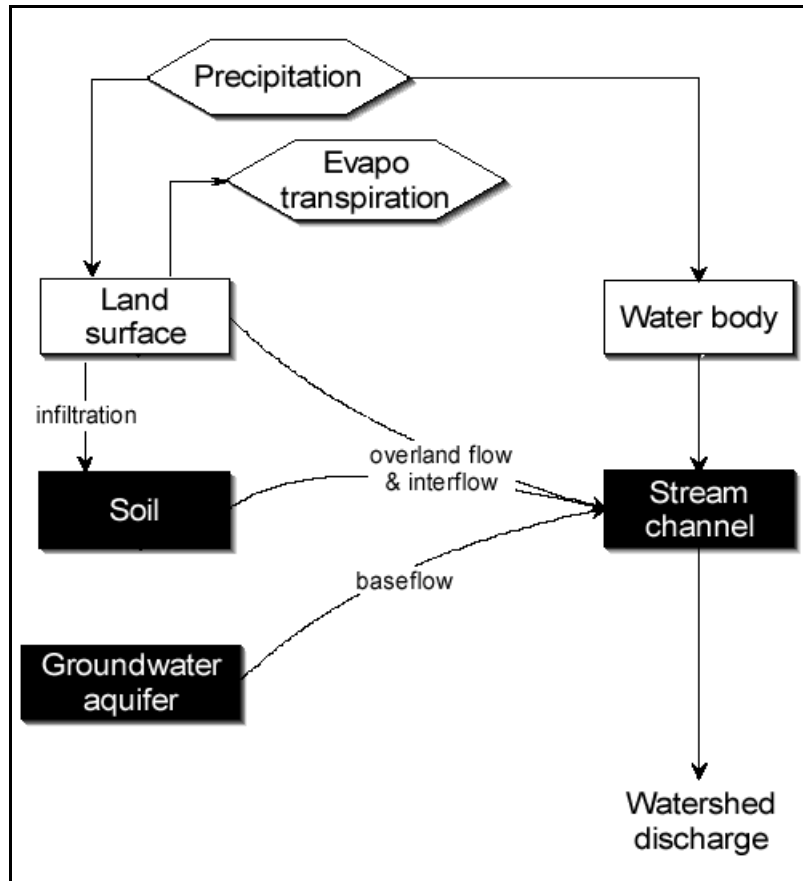 Precipitation
Evapo
transpiration
Land
surface
Water body
infiltration
overland flow
& interflow
Soil
Stream
channel
baseflow
Groundwater
aquifer
Watershed
discharge